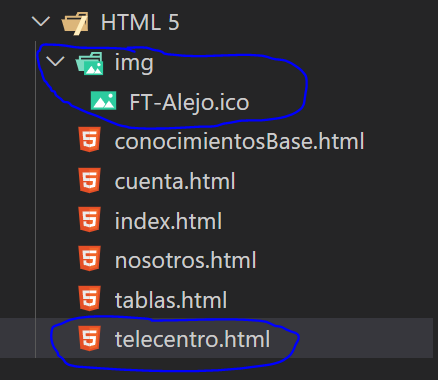 HTML 5
img
FT-Alejo.ico
conocimientosBase.html
cuenta.html
index.html
nosotros.html
tablas.html
telecentro.html